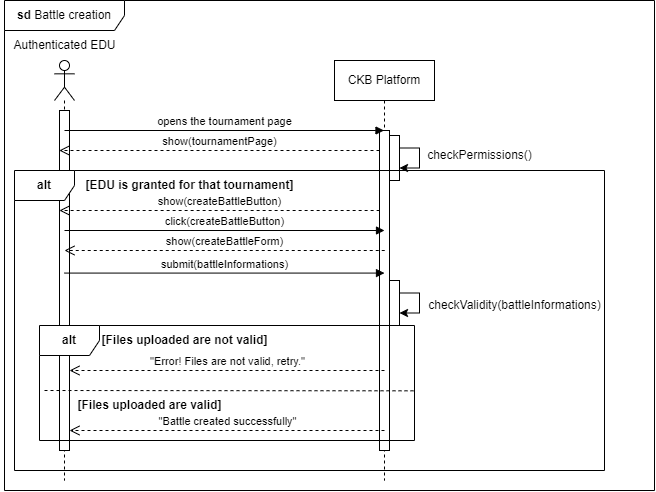 sd Battle creation
Authenticated EDU
CKB Platform
opens the tournament page
show(tournamentPage)
checkPermissions()
alt
[EDU is granted for that tournament]
show(createBattleButton)
click(createBattleButton)
show(createBattleForm)
submit(battleInformations)
checkValidity(battleInformations)
alt
[Files uploaded are not valid]
"Error! Files are not valid, retry."
[Files uploaded are valid]
"Battle created successfully"